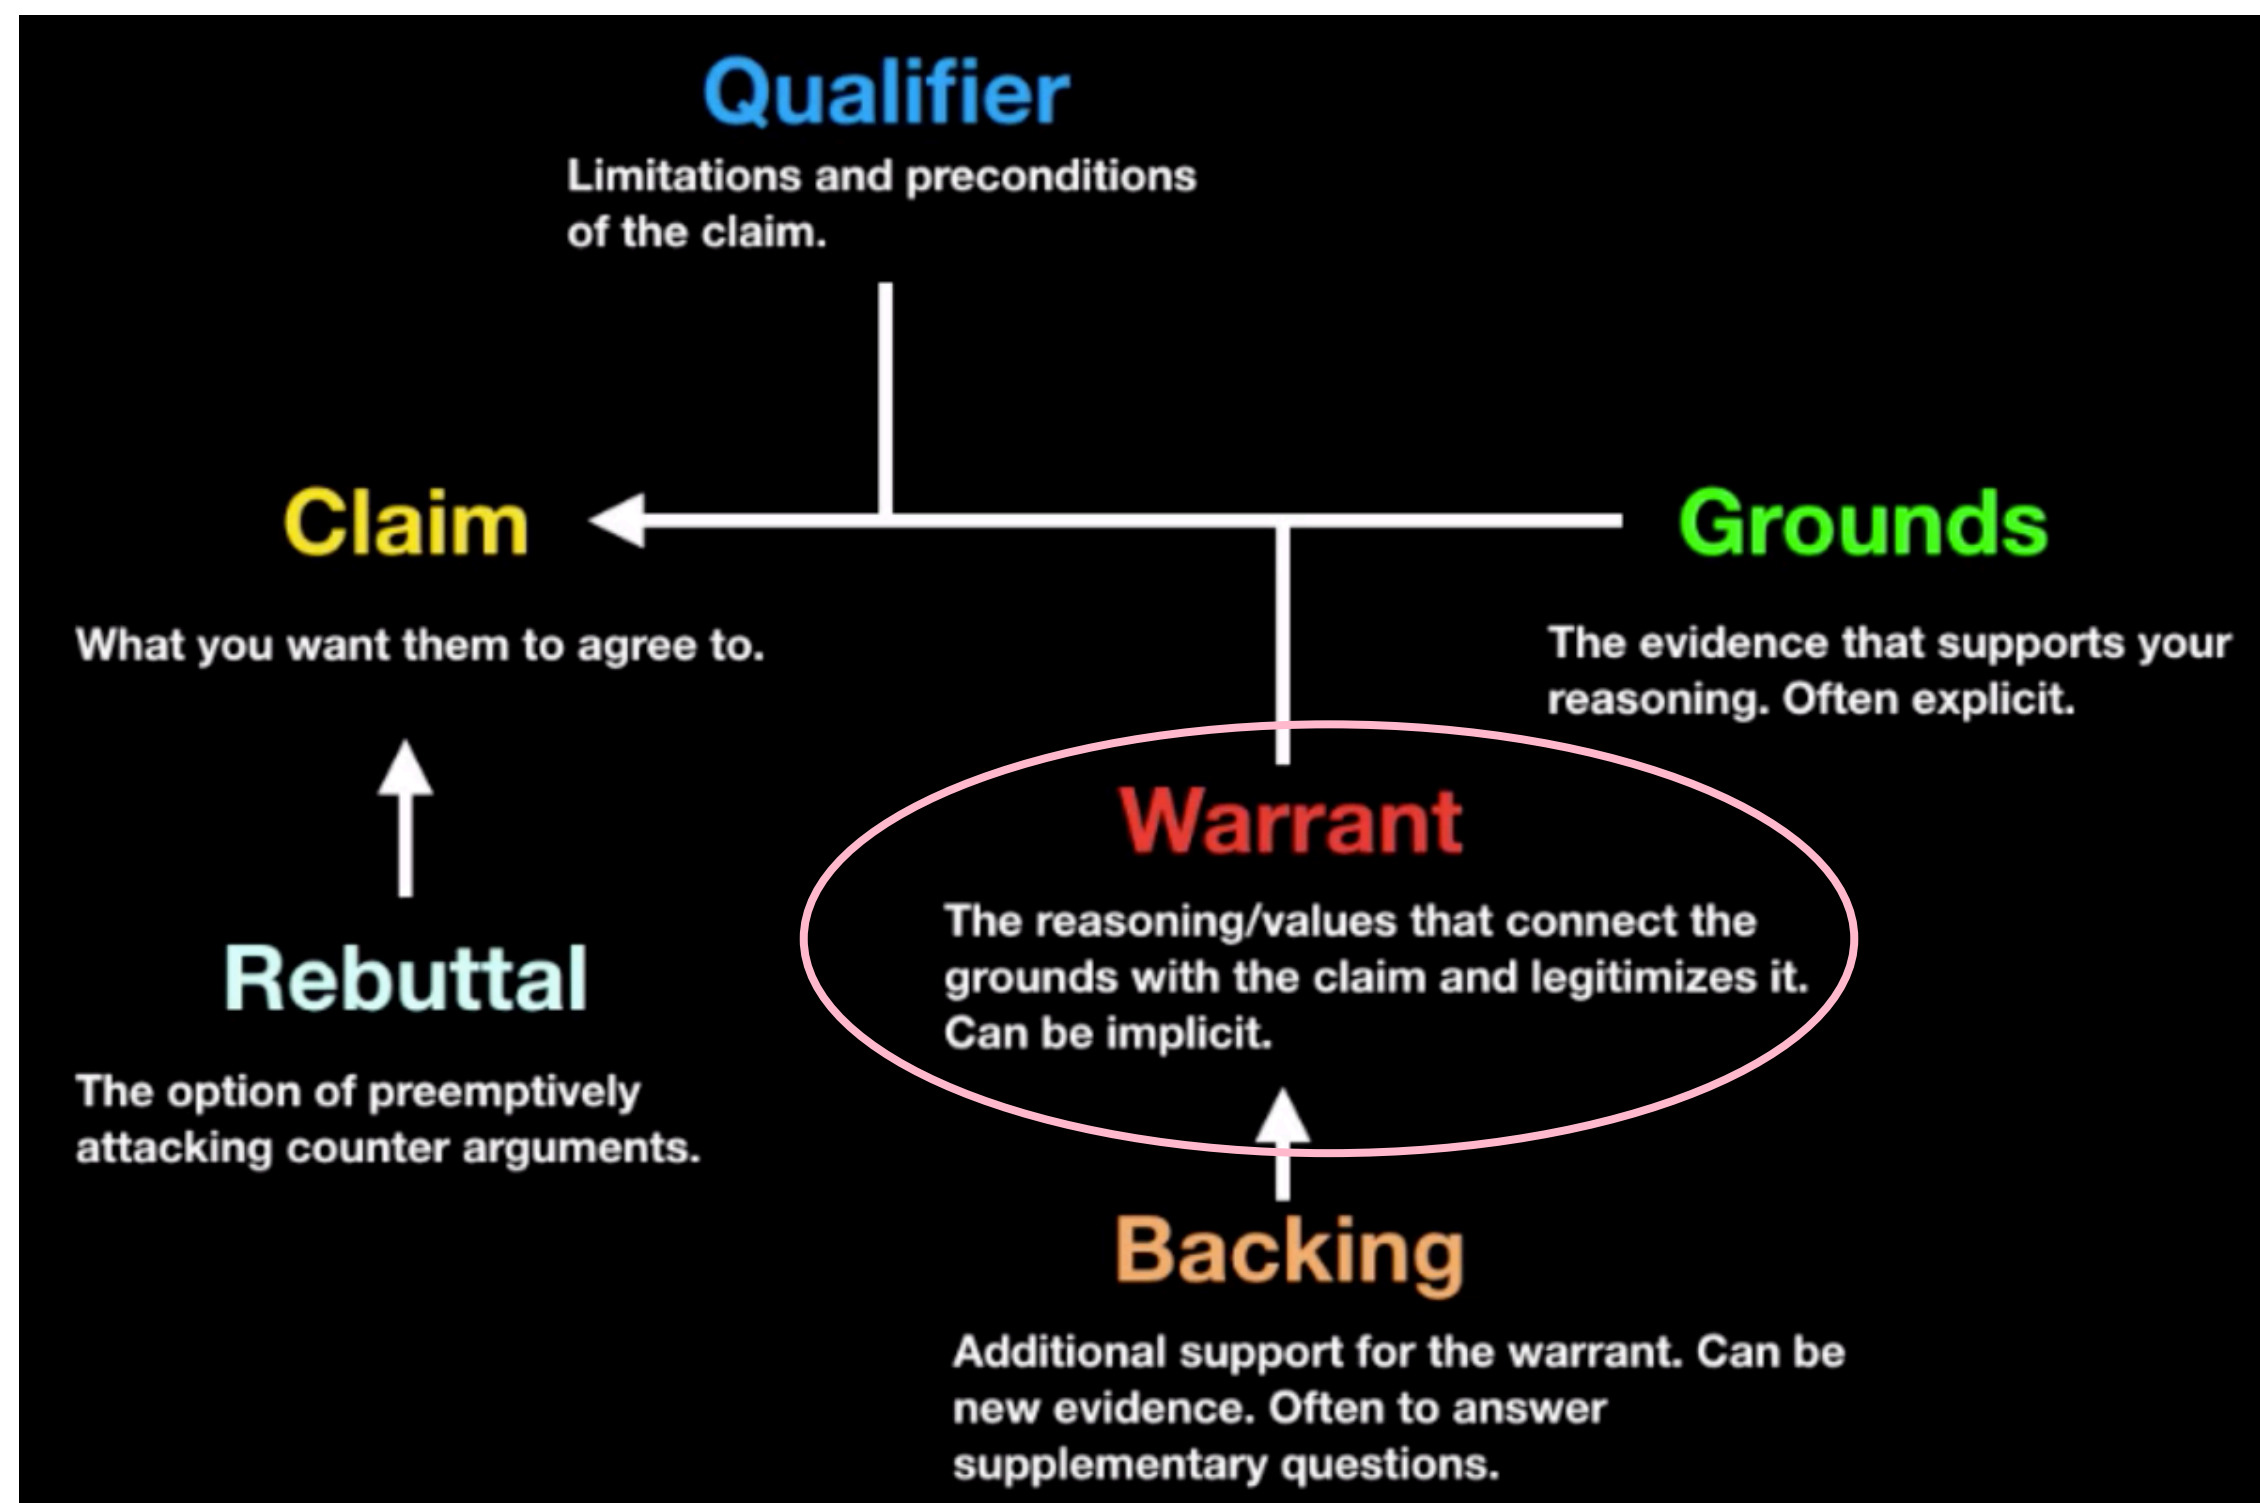 Qualifier
Limitations and preconditions
of the claim.
Claim
What you want them to agree to.
Grounds
The evidence that supports your
reasoning. Often explicit.
Warrant
The reasoning/values that connect the
grounds with the claim and legitimizes it.
Can be implicit.
Rebuttal
The option of preemptively
attacking counter arguments.
Backing
Additional support for the warrant. Can be
new evidence. Often to answer
supplementary questions.